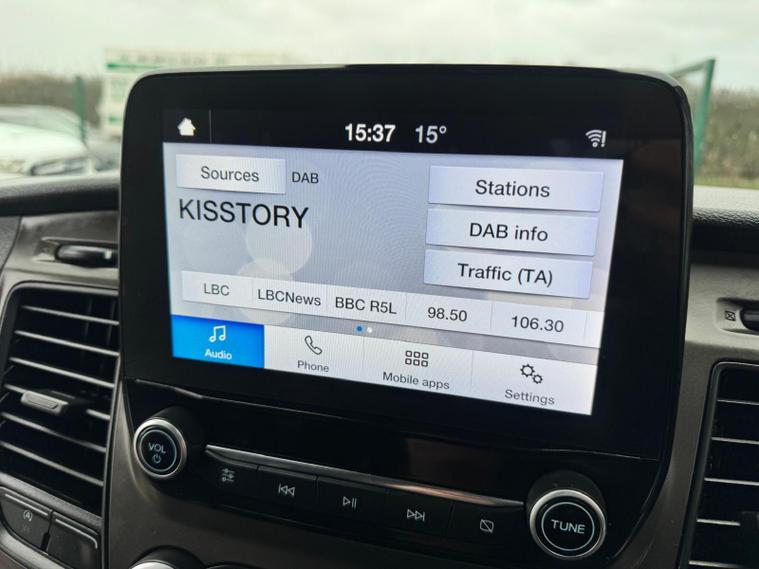 15:37 15°
Sources DAB
Stations
KISSTORY
DAB info
Traffic (TA)
LBC LBCNews BBC R5L 98.50 106.30
Audio Phone Mobile apps Settings
VOL
TUNE